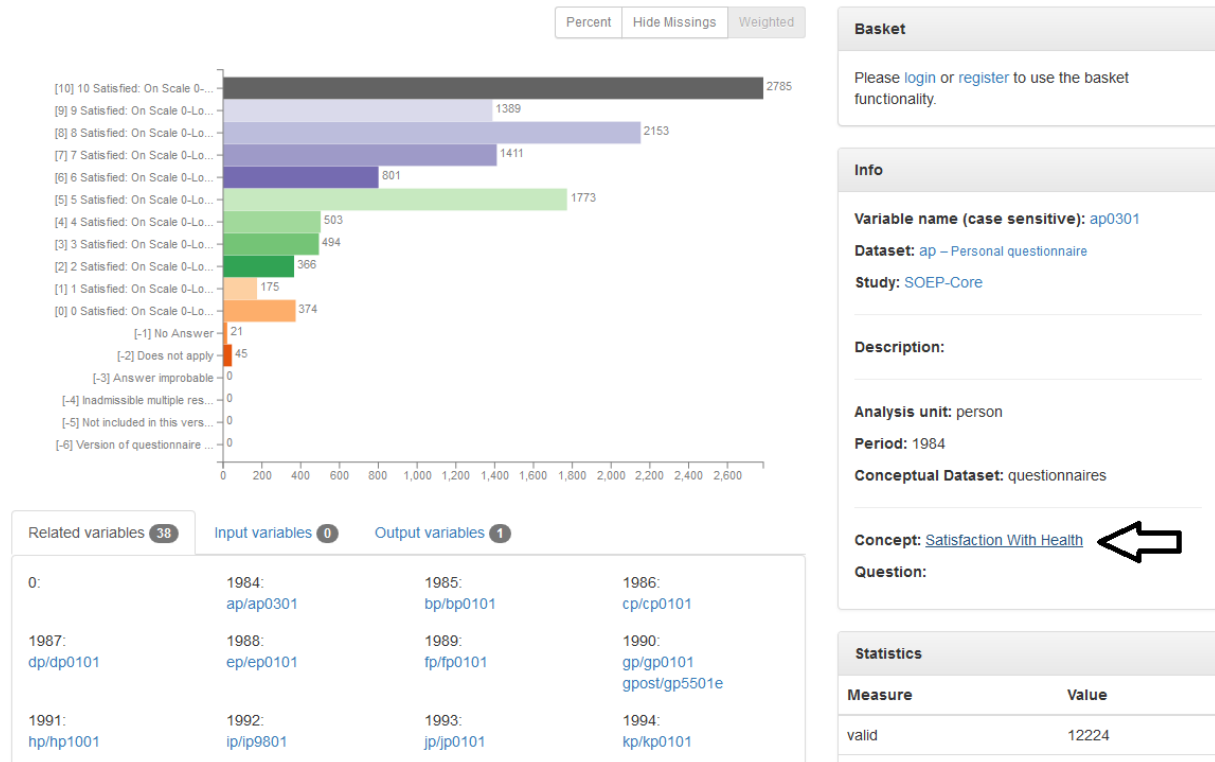 Percent Hide Missings Weighted
[10] 10 Satisfied: On Scale 0-... 2785
[9] 9 Satisfied: On Scale 0-Lo... 1389
[8] 8 Satisfied: On Scale 0-Lo... 2153
[7] 7 Satisfied: On Scale 0-Lo... 1411
[6] 6 Satisfied: On Scale 0-Lo... 801
[5] 5 Satisfied: On Scale 0-Lo... 1773
[4] 4 Satisfied: On Scale 0-Lo... 503
[3] 3 Satisfied: On Scale 0-Lo... 494
[2] 2 Satisfied: On Scale 0-Lo... 366
[1] 1 Satisfied: On Scale 0-Lo... 175
[0] 0 Satisfied: On Scale 0-Lo... 374
[-1] No Answer 21
[-2] Does not apply 45
[-3] Answer improbable 0
[-4] Inadmissible multiple res... 0
[-5] Not included in this vers... 0
[-6] Version of questionnaire ... 0
0 200 400 600 800 1,000 1,200 1,400 1,600 1,800 2,000 2,200 2,400 2,600
Related variables 38 Input variables 0 Output variables 1
0: 1984: 1985: 1986:
ap/ap0301 bp/bp0101 cp/cp0101
1987: 1988: 1989: 1990:
dp/dp0101 ep/ep0101 fp/fp0101 gp/gp0101
gpost/gp5501e
1991: 1992: 1993: 1994:
hp/hp1001 ip/ip9801 jp/jp0101 kp/kp0101
Basket
Please login or register to use the basket
functionality.
Info
Variable name (case sensitive): ap0301
Dataset: ap – Personal questionnaire
Study: SOEP-Core
Description:
Analysis unit: person
Period: 1984
Conceptual Dataset: questionnaires
Concept: Satisfaction With Health
Question:
Statistics
Measure Value
valid 12224